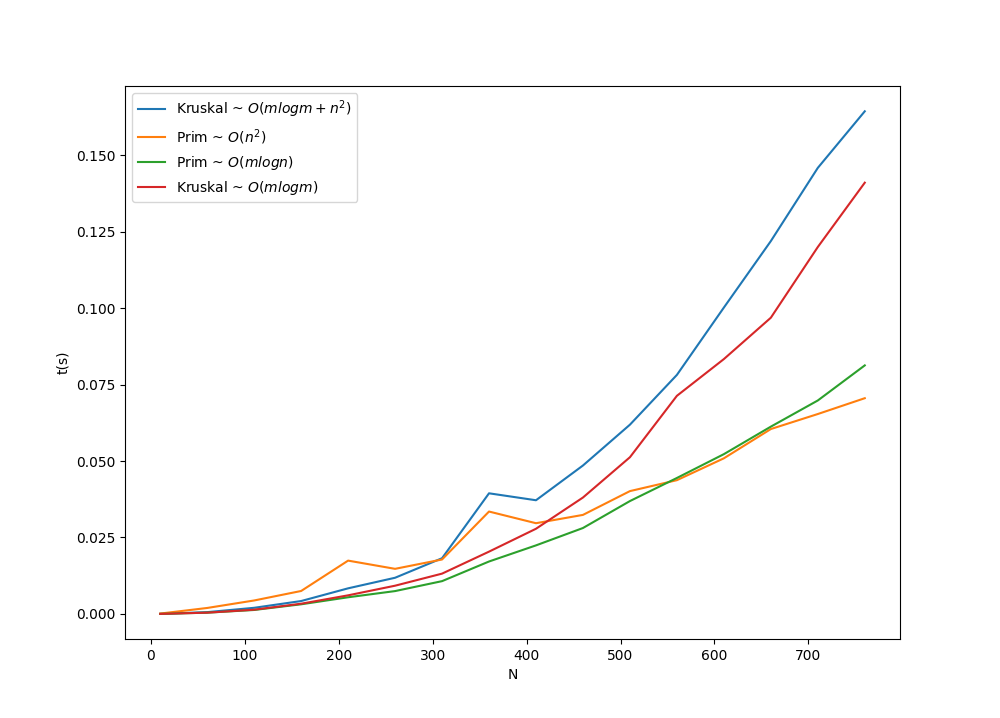 Kruskal ~ O(mlogm + n²)
Prim ~ O(n²)
Prim ~ O(mlogn)
Kruskal ~ O(mlogm)
0.150
0.125
0.100
0.075
0.050
0.025
0.000
t(s)
0 100 200 300 400 500 600 700
N